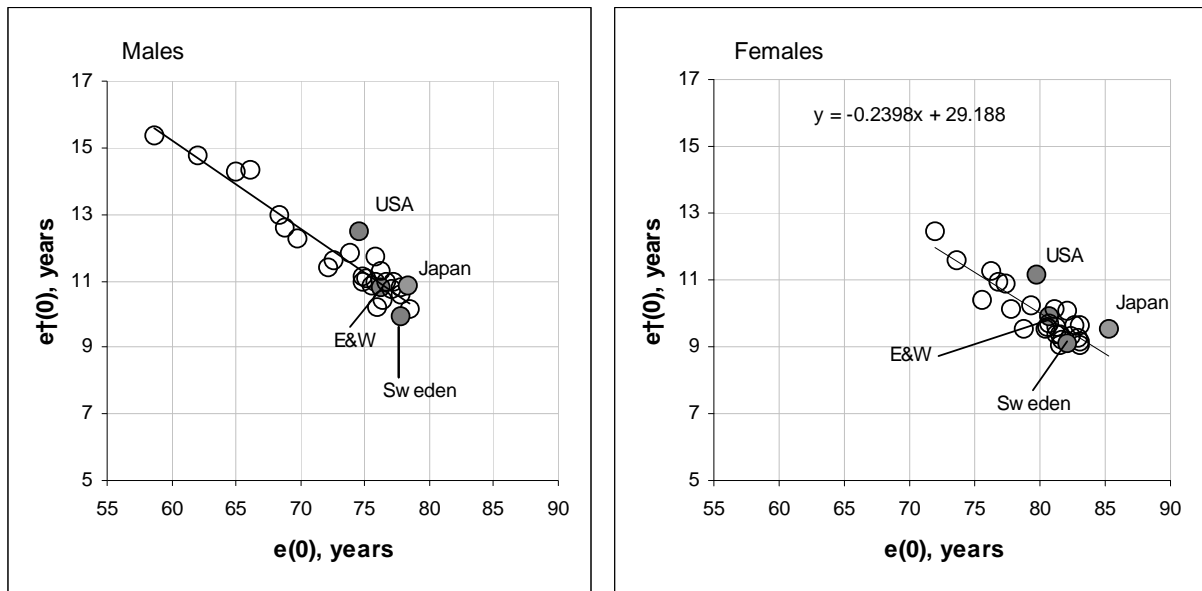 Males
17
15
13
11
9
7
5
e†(0), years
USA
Japan
E&W
Sw eden
55 60 65 70 75 80 85 90
e(0), years
Females
y = -0.2398x + 29.188
17
15
13
11
9
7
5
e†(0), years
USA
Japan
E&W
Sw eden
55 60 65 70 75 80 85 90
e(0), years